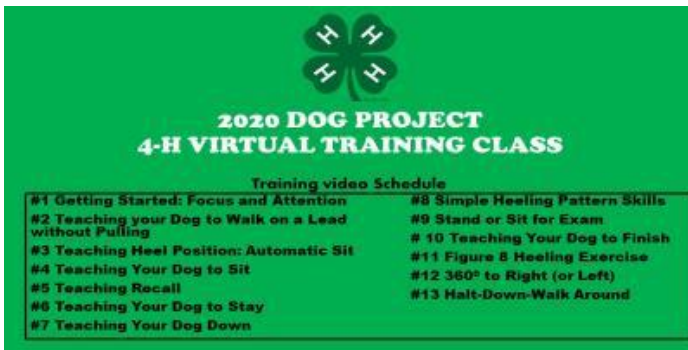 H H
H H
2020 DOG PROJECT
4-H VIRTUAL TRAINING CLASS
Training video Schedule
#1 Getting Started: Focus and Attention
#2 Teaching your Dog to Walk on a Lead
without Pulling
#3 Teaching Heel Position: Automatic Sit
#4 Teaching Your Dog to Sit
#5 Teaching Recall
#6 Teaching Your Dog to Stay
#7 Teaching Your Dog Down
#8 Simple Heeling Pattern Skills
#9 Stand or Sit for Exam
# 10 Teaching Your Dog to Finish
#11 Figure 8 Heeling Exercise
#12 360º to Right (or Left)
#13 Halt-Down-Walk Around